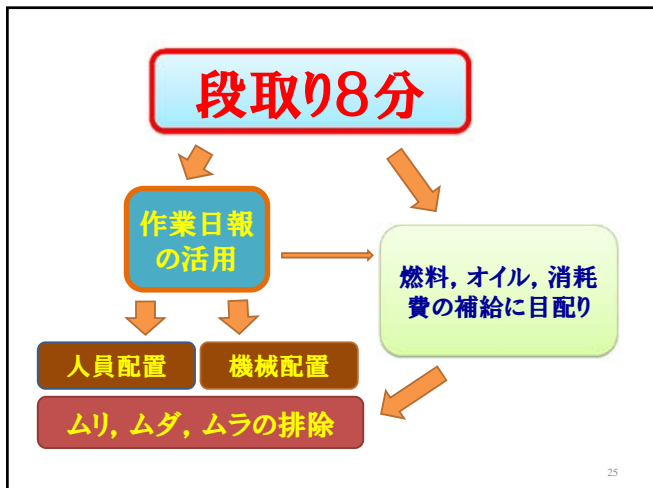 段取り8分
作業日報
の活用
燃料,オイル,消耗
費の補給に目配り
人員配置
機械配置
ムリ,ムダ,ムラの排除
25